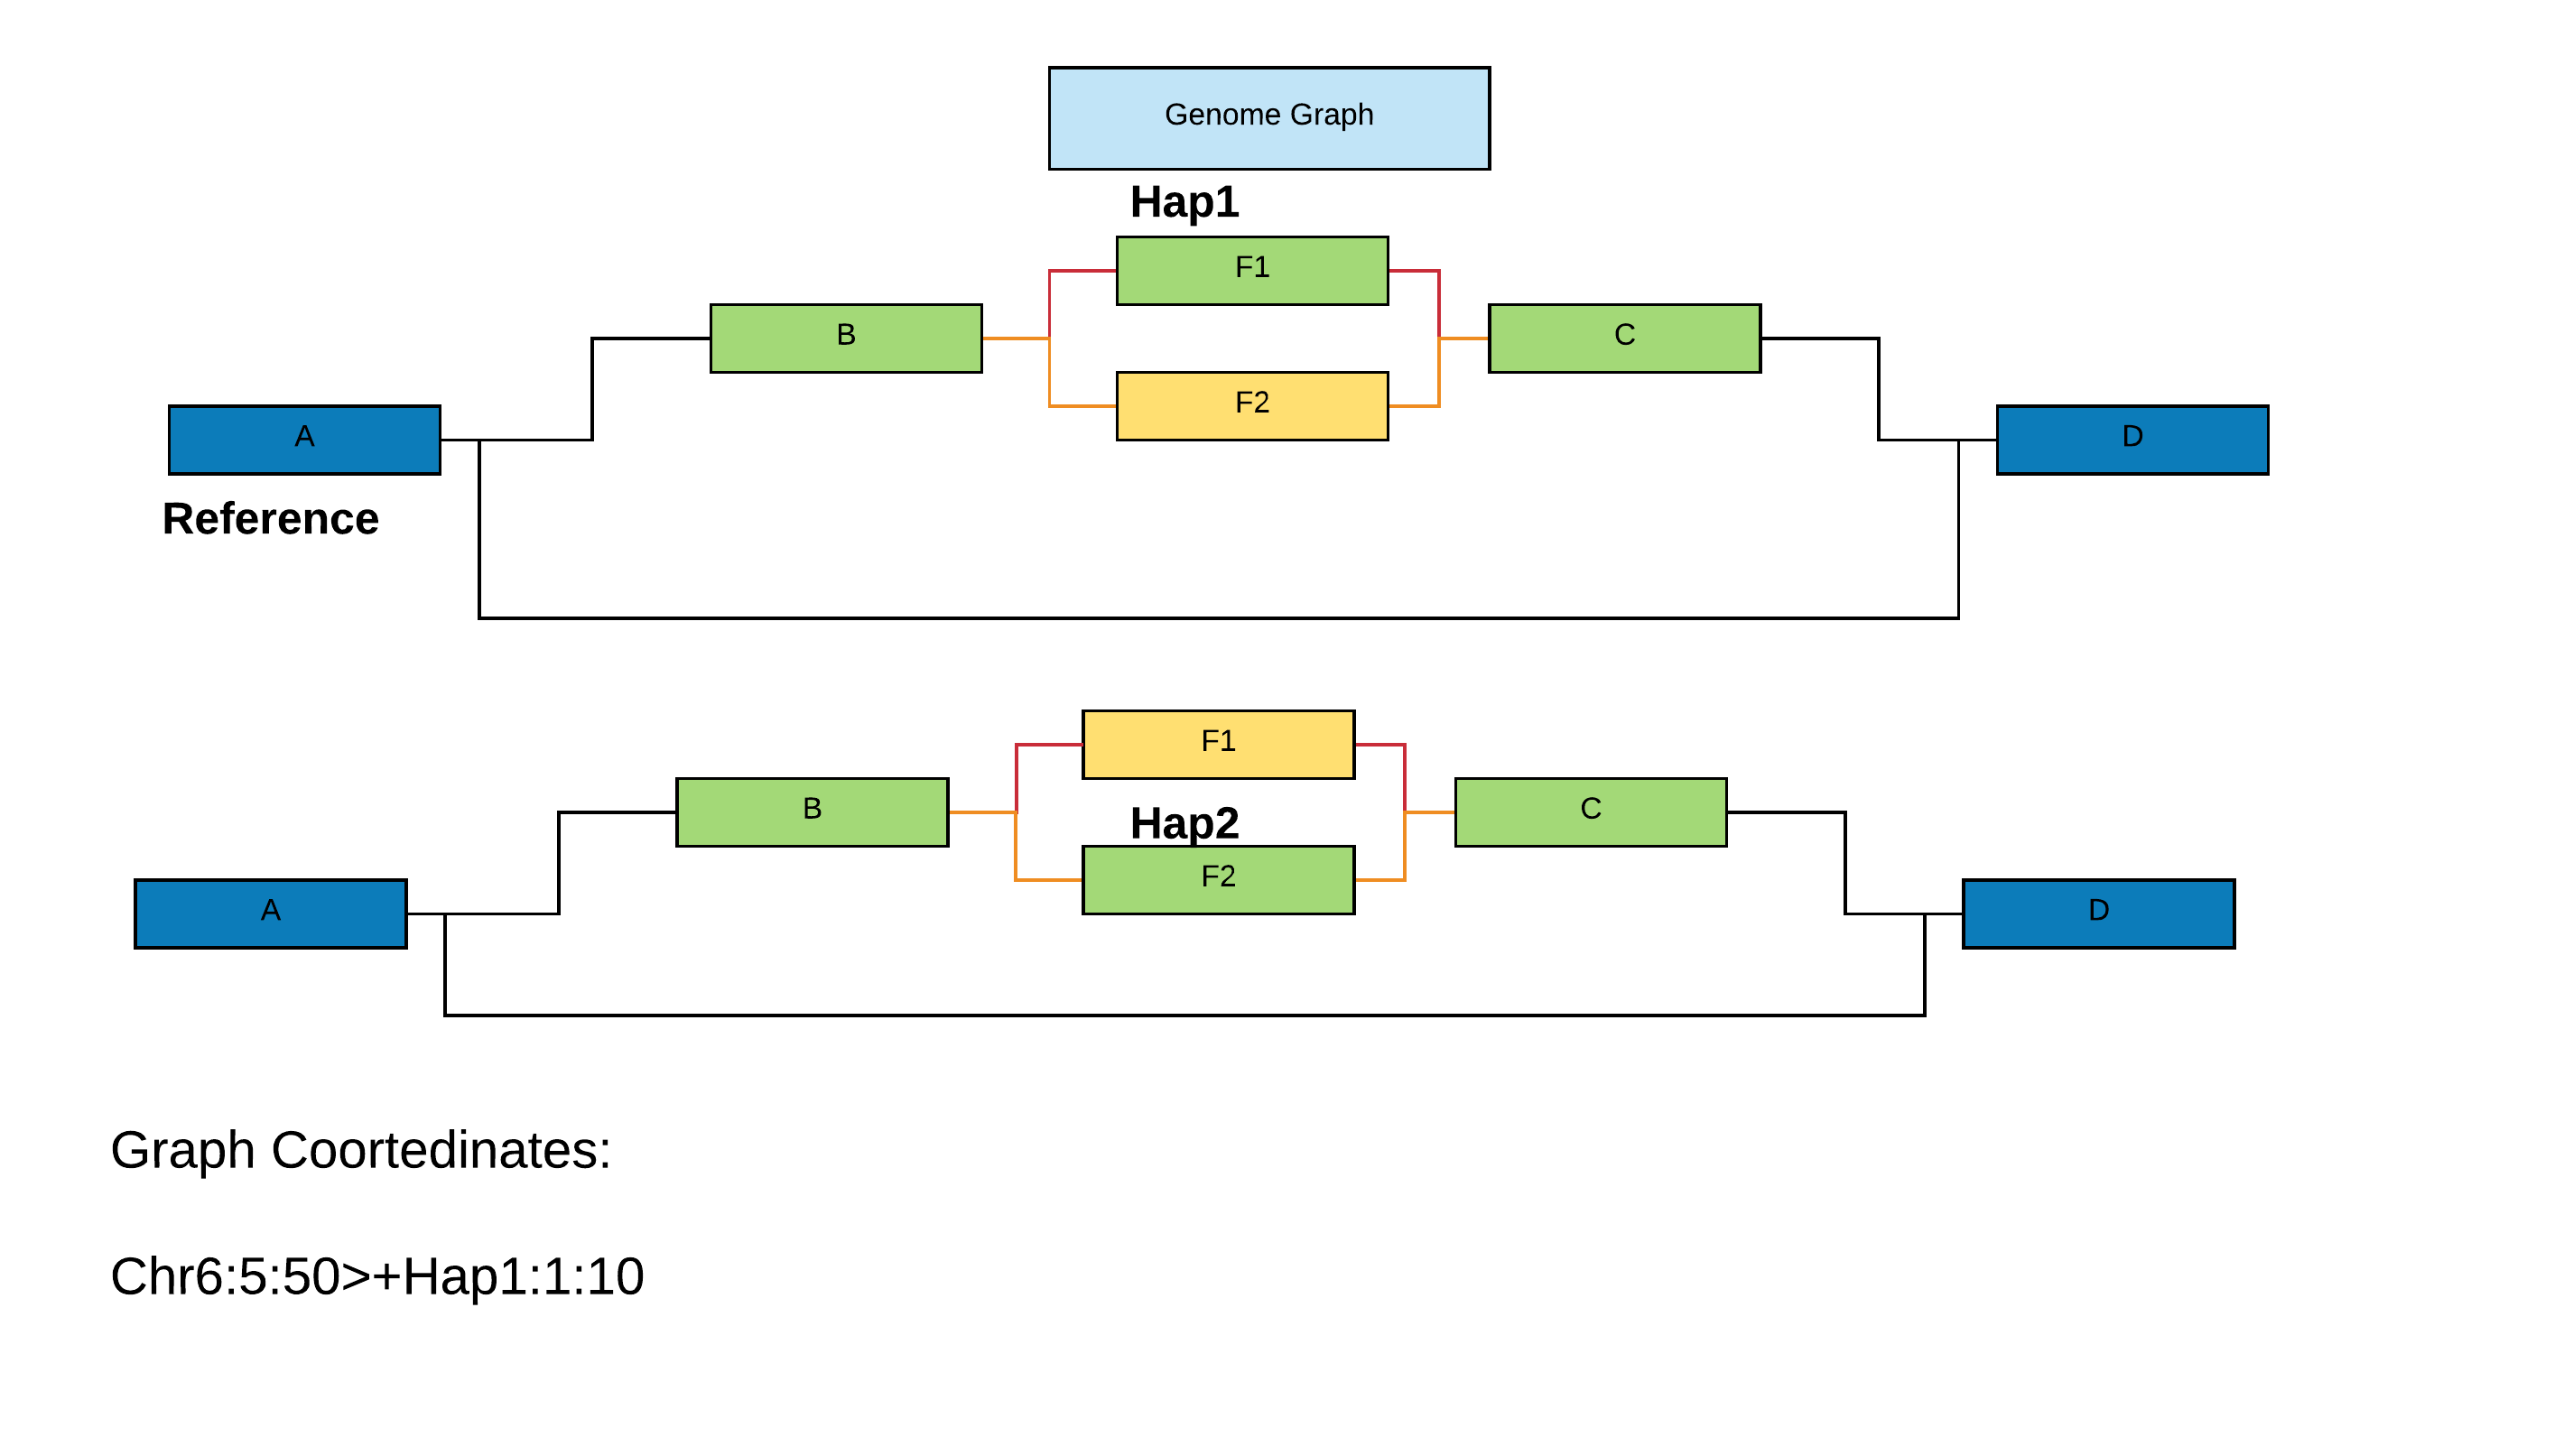 Genome Graph
Hap1
F1
B
C
F2
A
D
Reference
F1
B
Hap2
C
F2
A
D
Graph Coortedinates:
Chr6:5:50>+Hap1:1:10